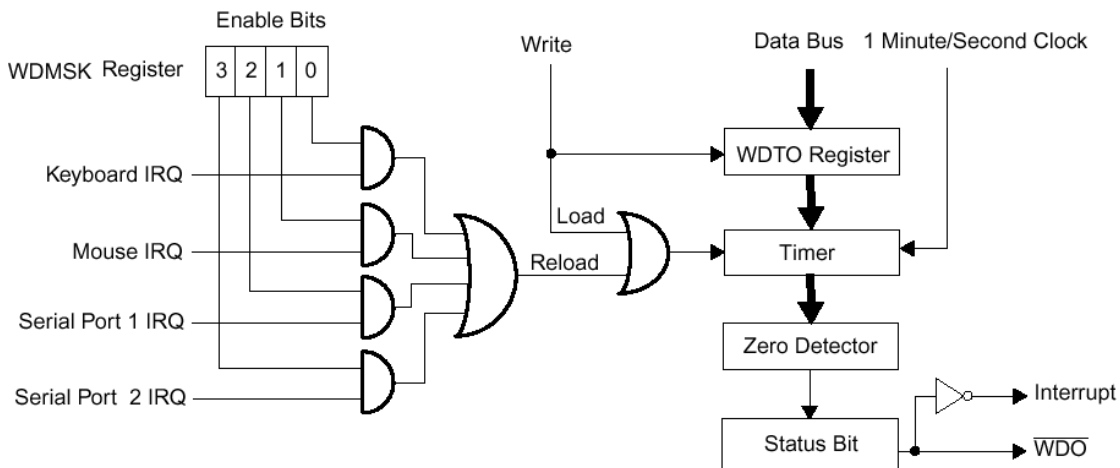 Enable Bits
Write
Data Bus
1 Minute/Second Clock
WDMSK Register
3 2 1 0
WDTO Register
Keyboard IRQ
Load
Mouse IRQ
Timer
Reload
Serial Port 1 IRQ
Zero Detector
Serial Port 2 IRQ
Interrupt
Status Bit
WDO